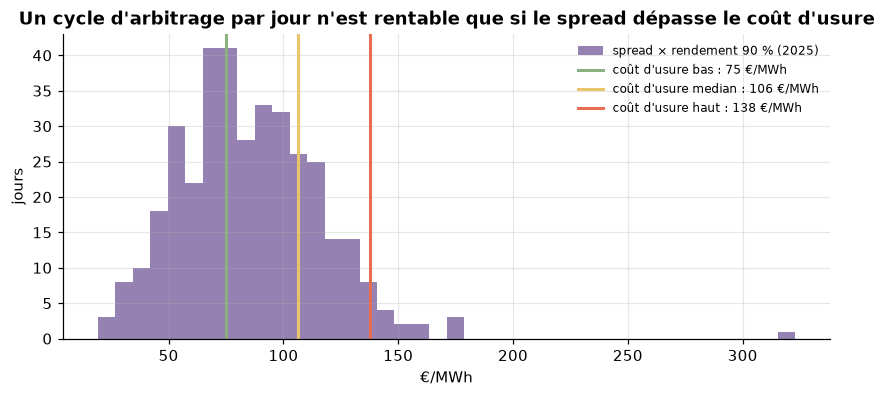 Un cycle d'arbitrage par jour n'est rentable que si le spread dépasse le coût d'usure
spread × rendement 90 % (2025)
coût d'usure bas : 75 €/MWh
coût d'usure median : 106 €/MWh
coût d'usure haut : 138 €/MWh
jours
40
35
30
25
20
15
10
5
0
50 100 150 200 250 300
€/MWh